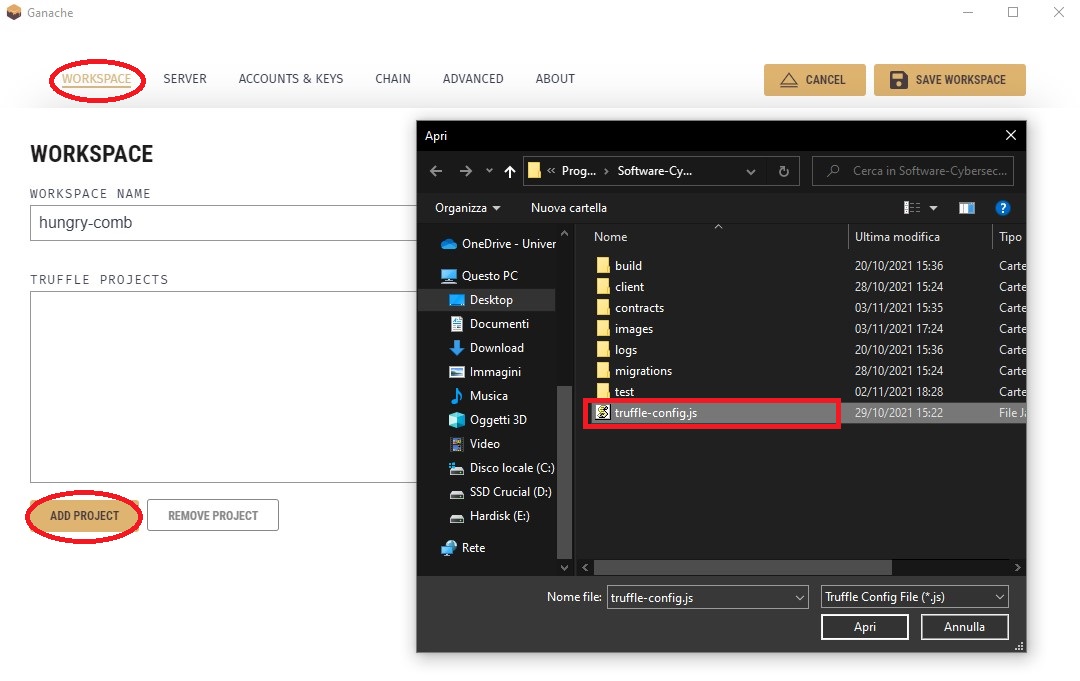 Ganache
WORKSPACE SERVER ACCOUNTS & KEYS CHAIN ADVANCED ABOUT CANCEL SAVE WORKSPACE
WORKSPACE
WORKSPACE NAME
hungry-comb
TRUFFLE PROJECTS
ADD PROJECT REMOVE PROJECT
Apri
« Prog... › Software-Cy... Cerca in Software-Cybersec...
Organizza Nuova cartella
OneDrive - Univer
Questo PC
Desktop
Documenti
Download
Immagini
Musica
Oggetti 3D
Video
Disco locale (C:)
SSD Crucial (D:)
Hardisk (E:)
Rete
Nome Ultima modifica Tipo
build 20/10/2021 15:36 Carte
client 28/10/2021 15:24 Carte
contracts 03/11/2021 15:35 Carte
images 03/11/2021 17:24 Carte
logs 20/10/2021 15:36 Carte
migrations 28/10/2021 15:24 Carte
test 02/11/2021 18:28 Carte
truffle-config.js 29/10/2021 15:22 File Ja
Nome file: truffle-config.js Truffle Config File (*.js)
Apri Annulla